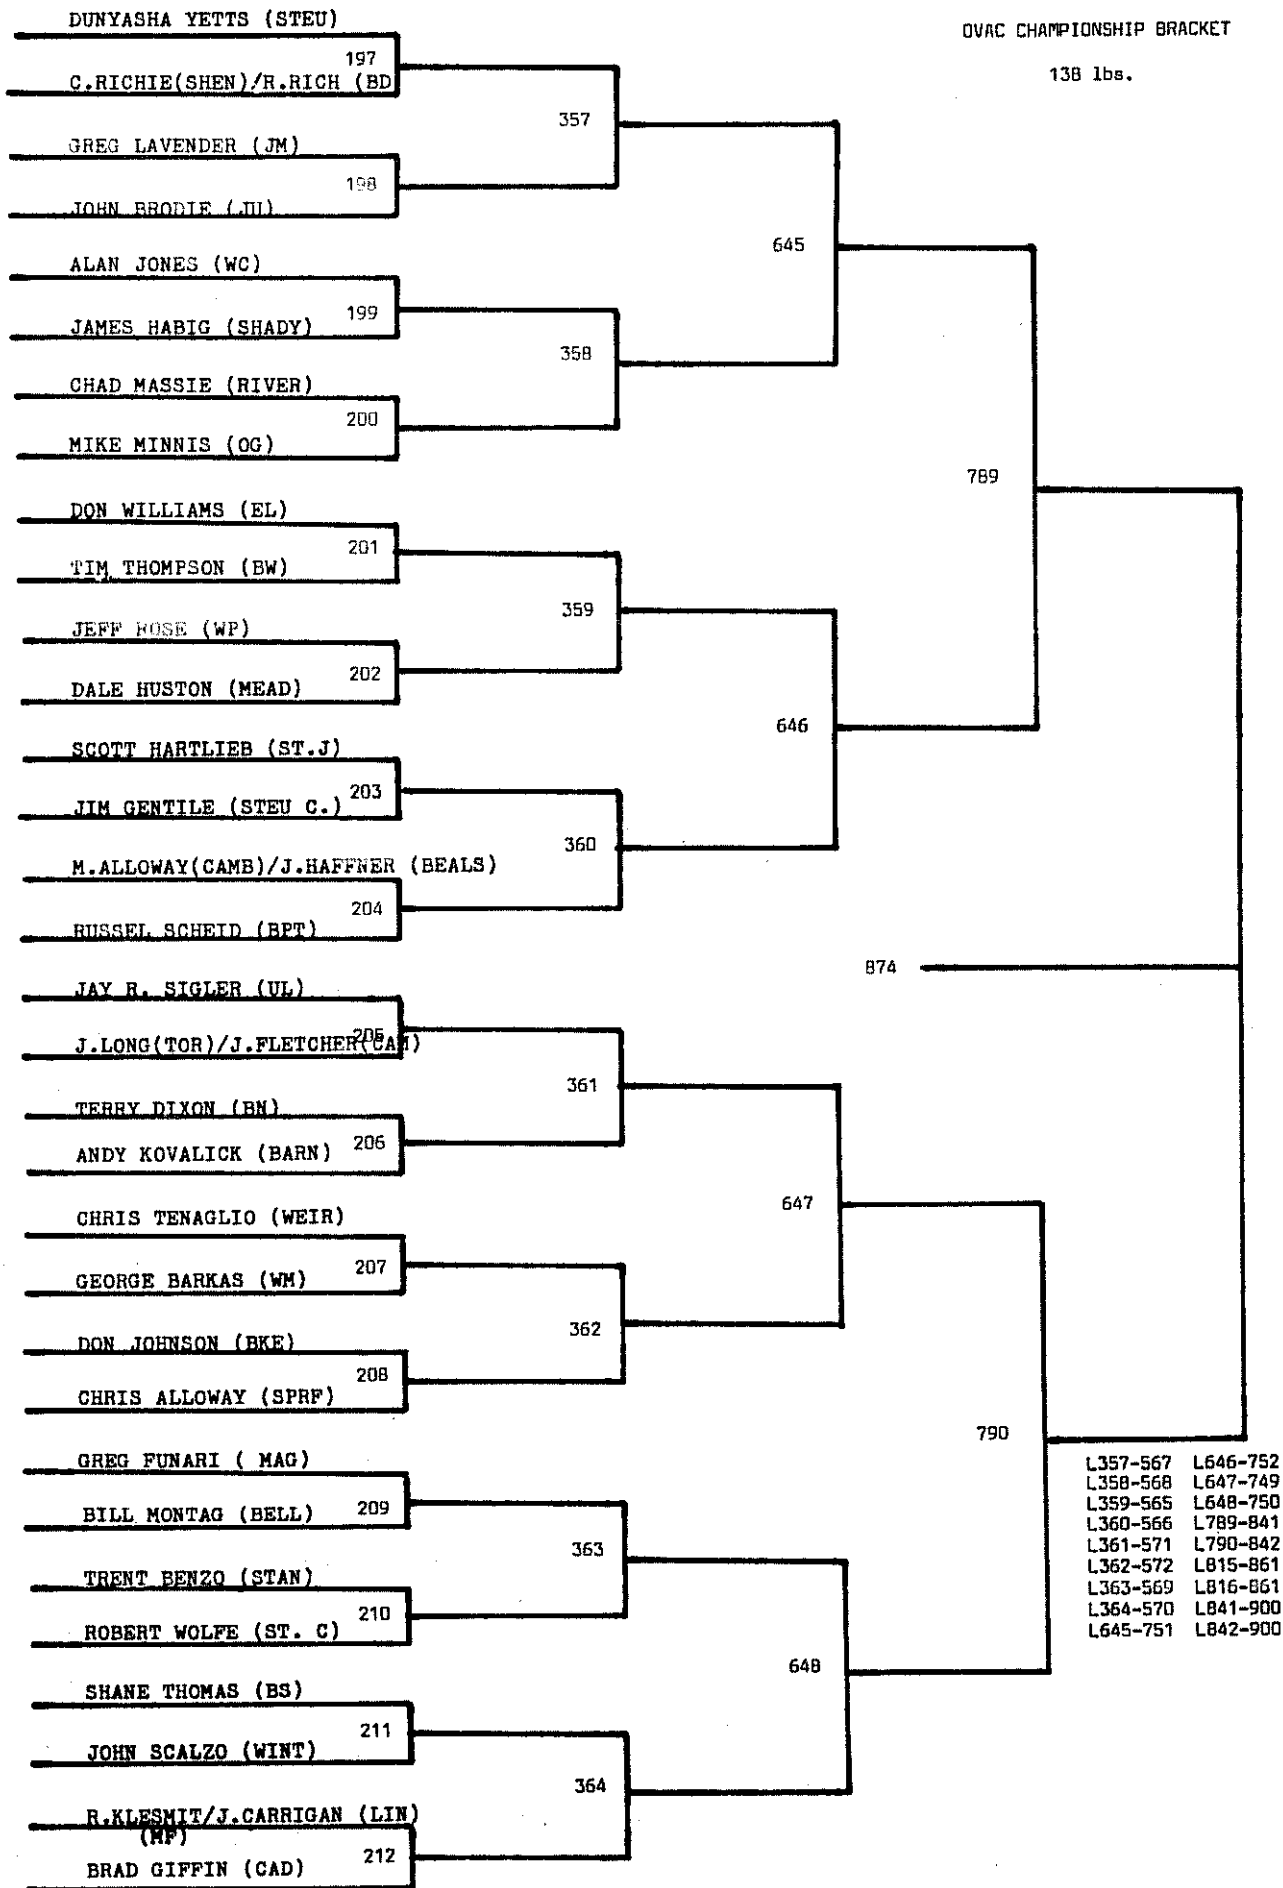 OVAC CHAMPIONSHIP BRACKET
138 lbs.
DUNYASHA YETTS (STEU)
197
C.RICHIE(SHEN)/R.RICH (BD
357
GREG LAVENDER (JM)
198
JOHN BRODIE (JU)
645
ALAN JONES (WC)
199
JAMES HABIG (SHADY)
358
CHAD MASSIE (RIVER)
200
MIKE MINNIS (OG)
789
DON WILLIAMS (EL)
201
TIM THOMPSON (BW)
359
JEFF ROSE (WP)
202
DALE HUSTON (MEAD)
646
SCOTT HARTLIEB (ST.J)
203
JIM GENTILE (STEU C.)
360
M.ALLOWAY(CAMB)/J.HAFFNER (BEALS)
204
RUSSEL SCHEID (BPT)
874
JAY R. SIGLER (UL)
205
J.LONG(TOR)/J.FLETCHER(CAM)
361
TERRY DIXON (BN)
206
ANDY KOVALICK (BARN)
647
CHRIS TENAGLIO (WEIR)
207
GEORGE BARKAS (WM)
362
DON JOHNSON (BKE)
208
CHRIS ALLOWAY (SPRF)
790
GREG FUNARI ( MAG)
209
BILL MONTAG (BELL)
363
TRENT BENZO (STAN)
210
ROBERT WOLFE (ST. C)
648
SHANE THOMAS (BS)
211
JOHN SCALZO (WINT)
364
R.KLESMIT/J.CARRIGAN (LIN)
(MF)
212
BRAD GIFFIN (CAD)
L357-567 L646-752
L358-568 L647-749
L359-565 L648-750
L360-566 L789-841
L361-571 L790-842
L362-572 L815-861
L363-569 L816-861
L364-570 L841-900
L645-751 L842-900